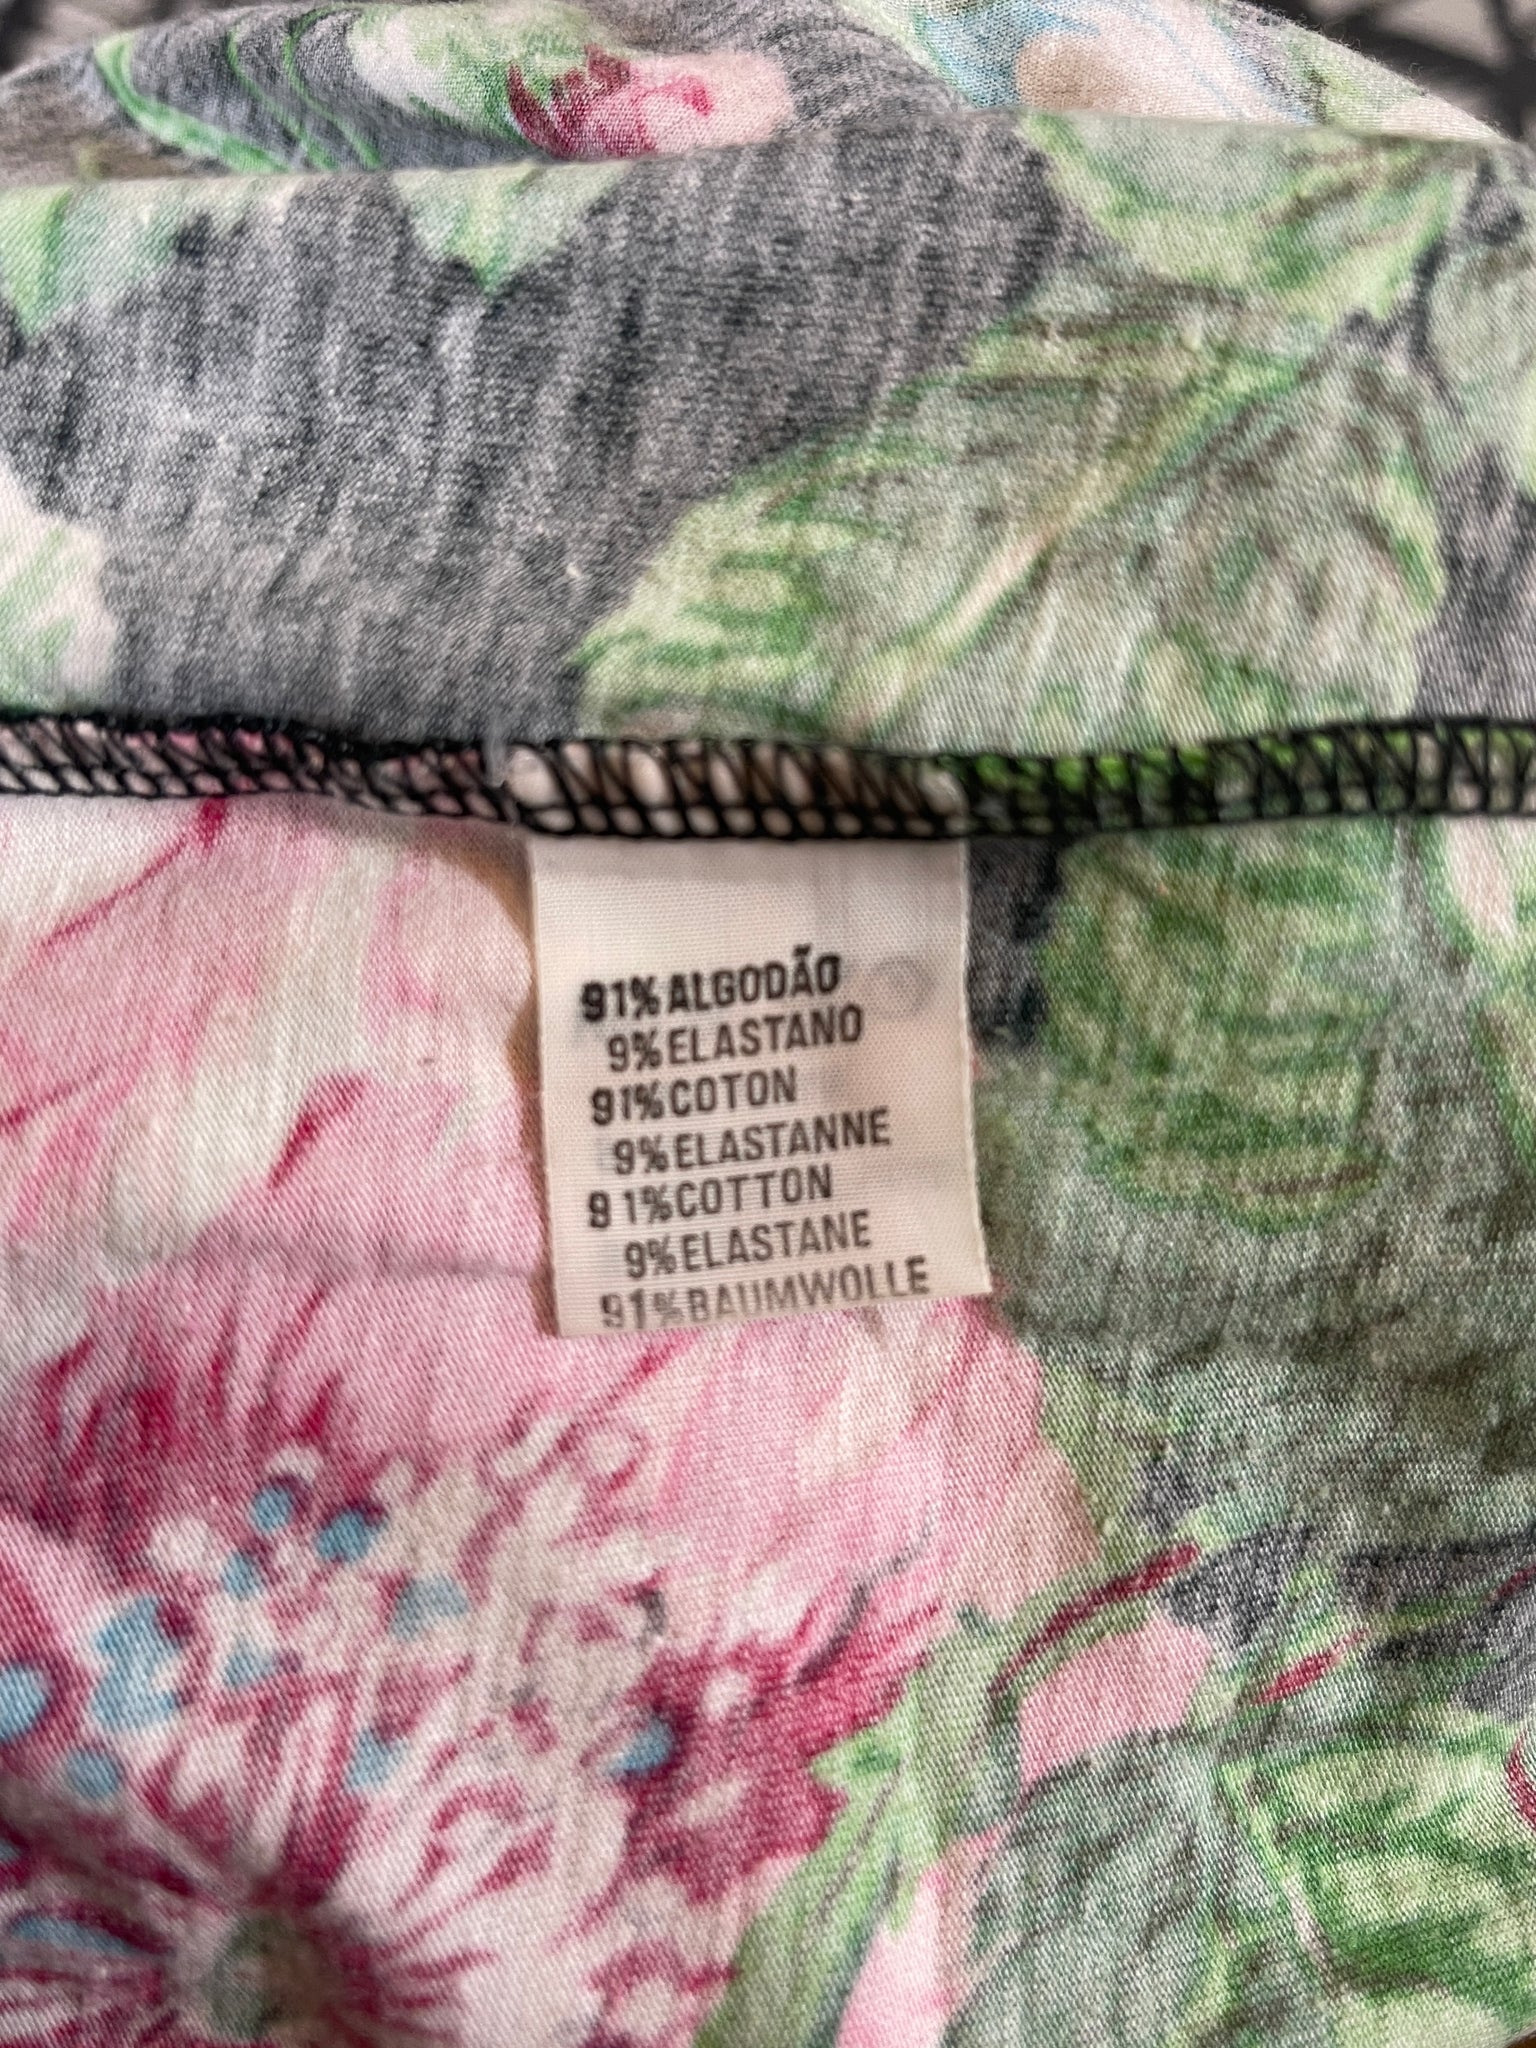 91% ALGODÃO
9% ELASTANO
91% COTON
9% ELASTANNE
91% COTTON
9% ELASTANE
91% BAUMWOLLE